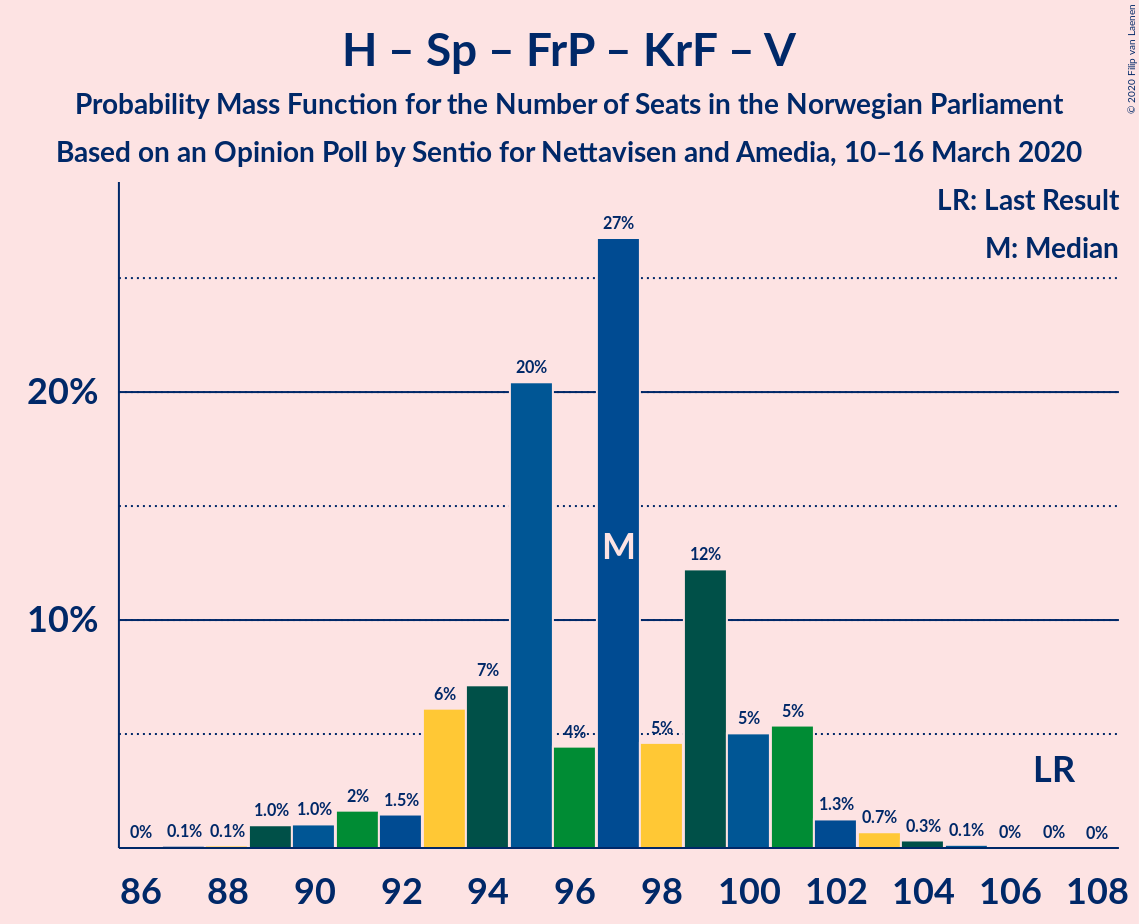 H – Sp – FrP – KrF – V
Probability Mass Function for the Number of Seats in the Norwegian Parliament
Based on an Opinion Poll by Sentio for Nettavisen and Amedia, 10–16 March 2020
© 2020 Filip van Laenen
LR: Last Result
M: Median
20%
10%
0%
0.1%
0.1%
1.0%
1.0%
2%
1.5%
6%
7%
20%
4%
27%
M
5%
12%
5%
5%
1.3%
0.7%
0.3%
0.1%
0%
0%
0%
LR
86 88 90 92 94 96 98 100 102 104 106 108